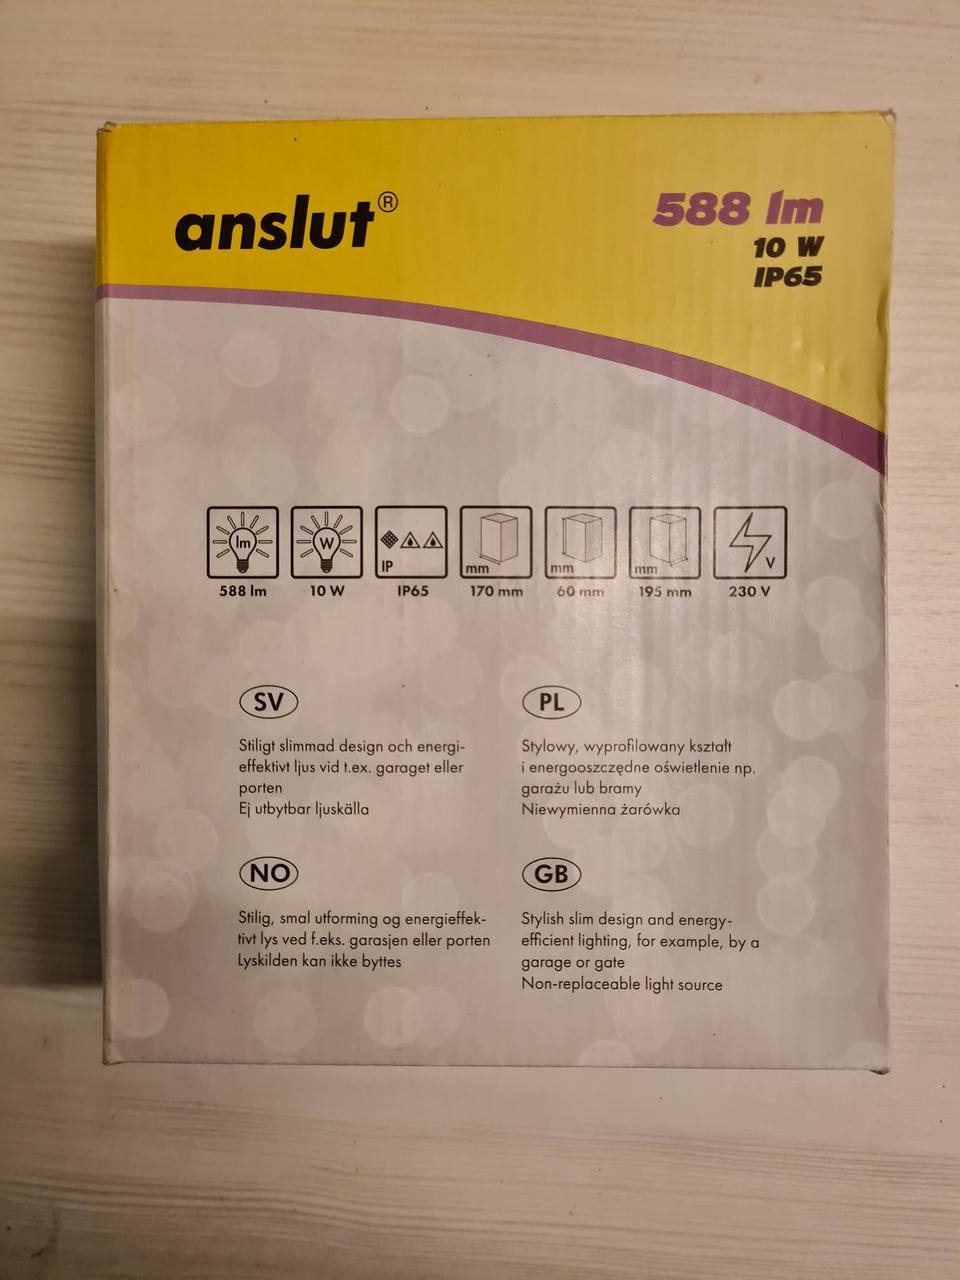 anslut®
588 lm
10 W
IP65
lm
W
IP
mm
mm
mm
V
588 lm
10 W
IP65
170 mm
60 mm
195 mm
230 V
SV
Stiligt slimmad design och energi-
effektivt ljus vid t.ex. garaget eller
porten
Ej utbytbar ljuskälla
PL
Stylowy, wyprofilowany kształt
i energooszczędne oświetlenie np.
garażu lub bramy
Niewymienna żarówka
NO
Stilig, smal utforming og energieffek-
tivt lys ved f.eks. garasjen eller porten
Lyskilden kan ikke byttes
GB
Stylish slim design and energy-
efficient lighting, for example, by a
garage or gate
Non-replaceable light source